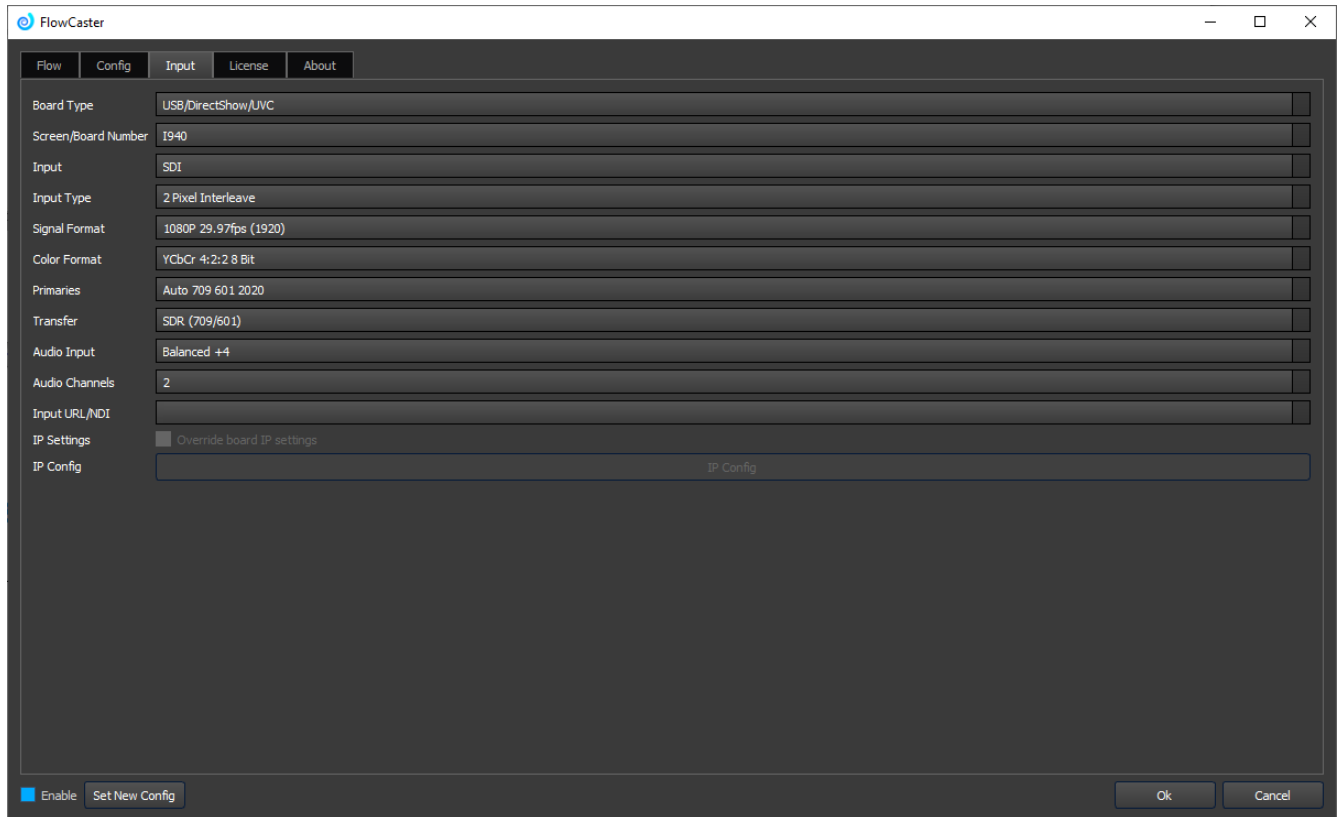 FlowCaster
Flow Config Input License About
Board Type USB/DirectShow/UVC
Screen/Board Number I940
Input SDI
Input Type 2 Pixel Interleave
Signal Format 1080P 29.97fps (1920)
Color Format YCbCr 4:2:2 8 Bit
Primaries Auto 709 601 2020
Transfer SDR (709/601)
Audio Input Balanced +4
Audio Channels 2
Input URL/NDI
IP Settings Override board IP settings
IP Config IP Config
Enable Set New Config Ok Cancel